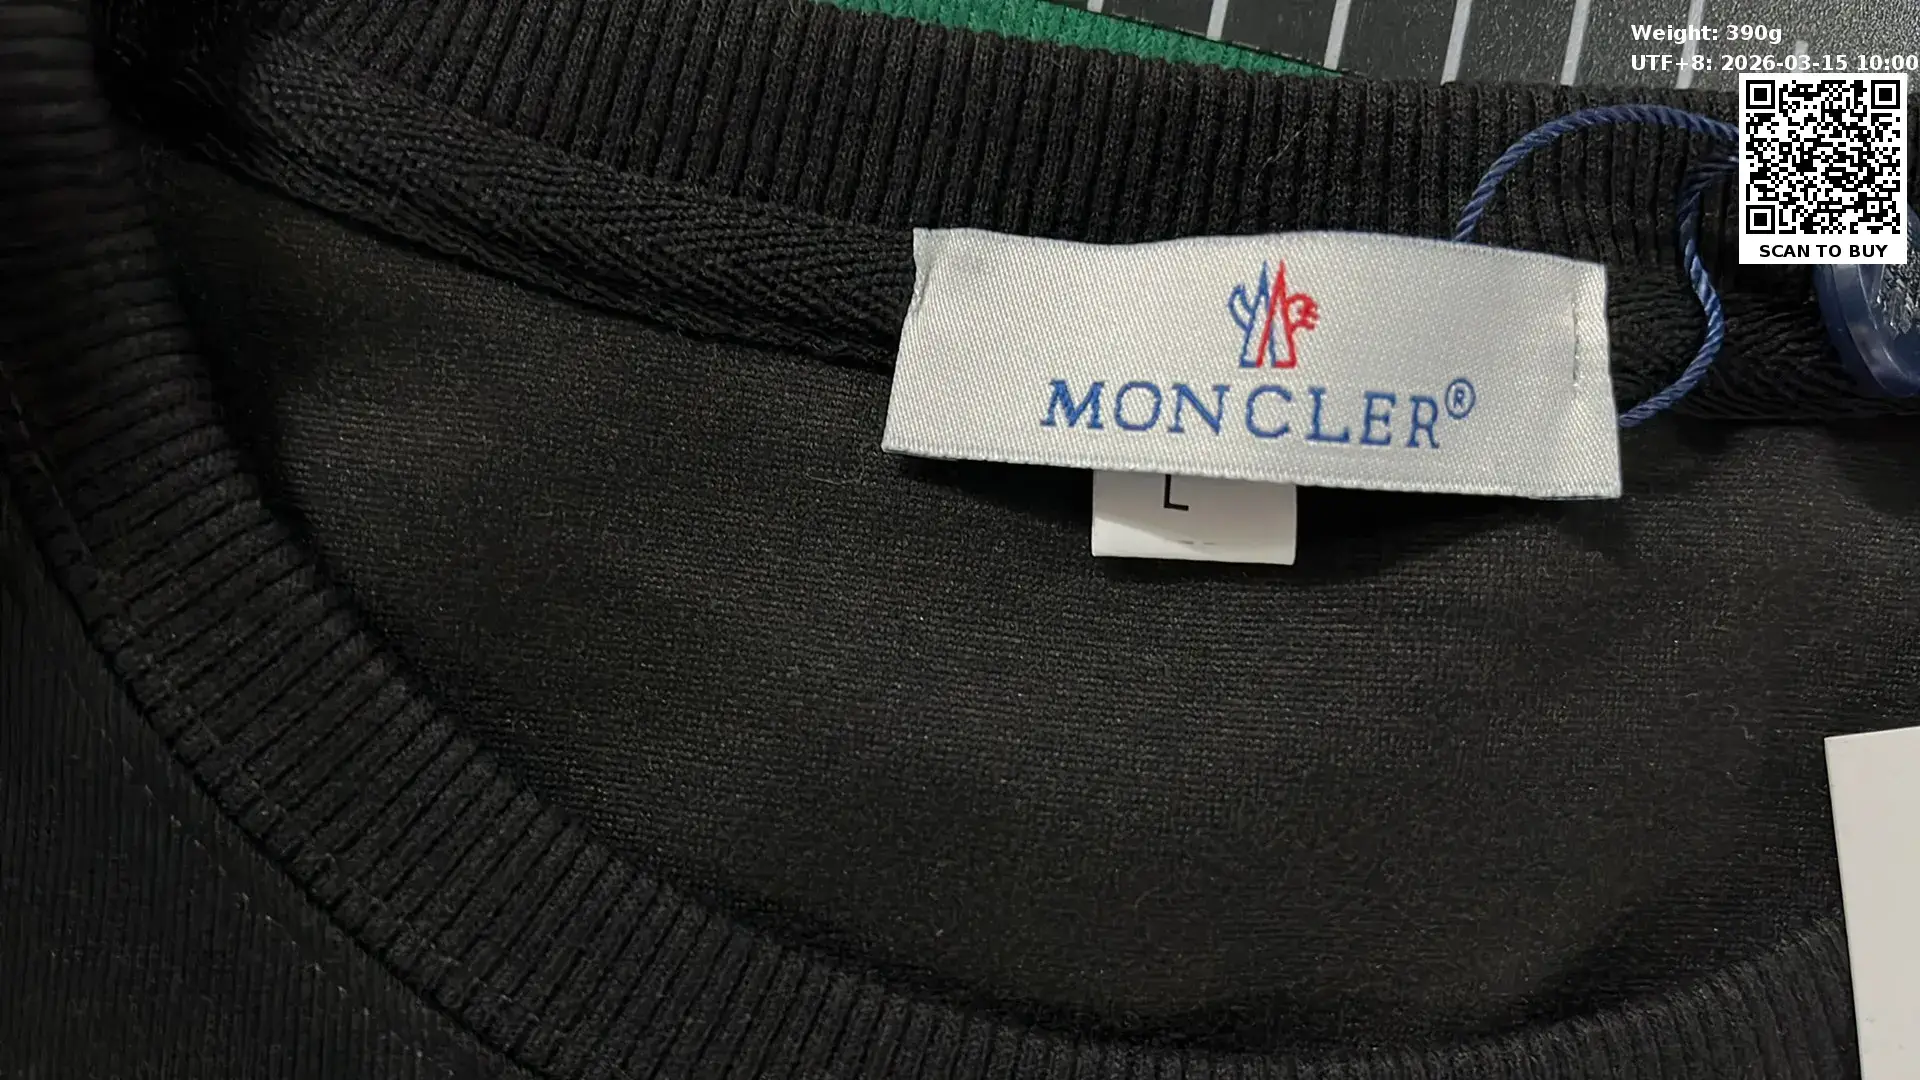 Weight: 390g
UTF+8: 2026-03-15 10:00
SCAN TO BUY
MONCLER®
L